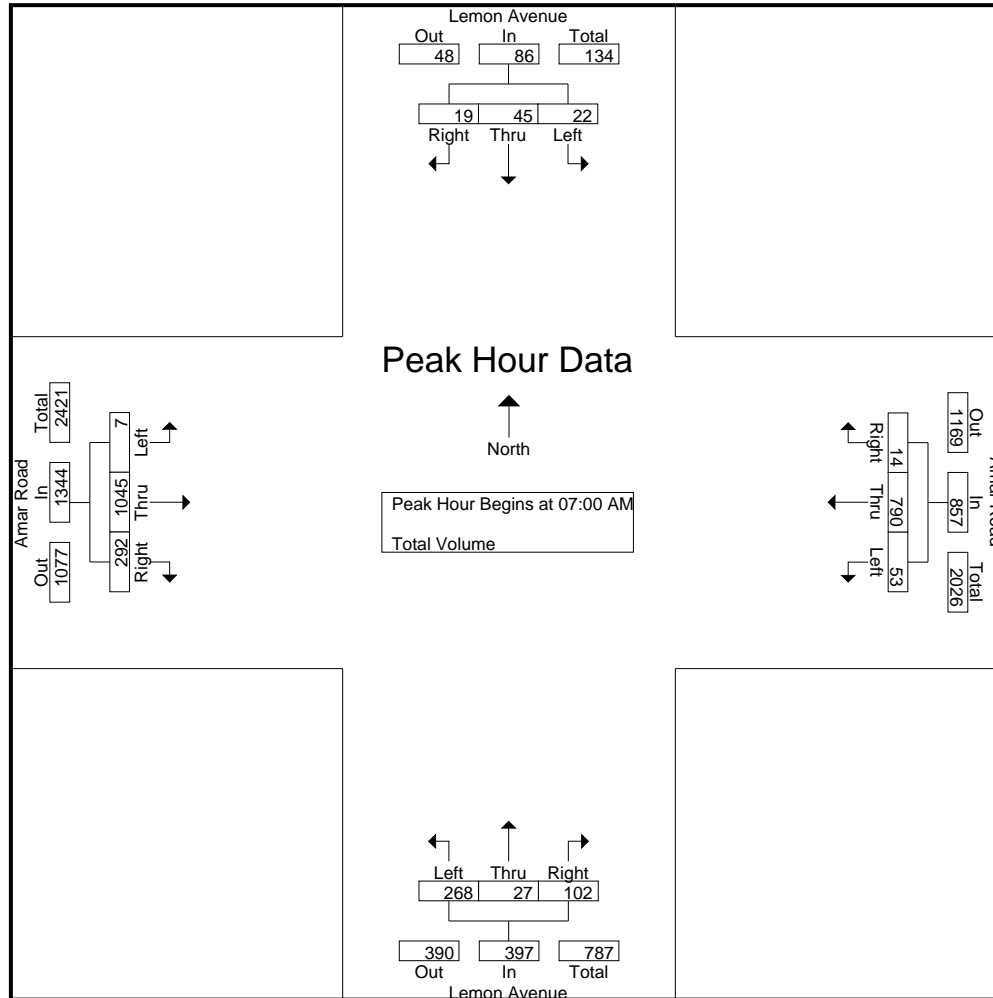 Lemon Avenue
Out In Total
48 86 134
19 45 22
Right Thru Left
Peak Hour Data
North
Peak Hour Begins at 07:00 AM
Total Volume
Amar Road
Total In Out
2421 1344 1077
7 1045 292
Left Thru Right
Amar Road
Out In Total
1169 857 2026
14 790 53
Right Thru Left
Left Thru Right
268 27 102
390 397 787
Out In Total
Lemon Avenue